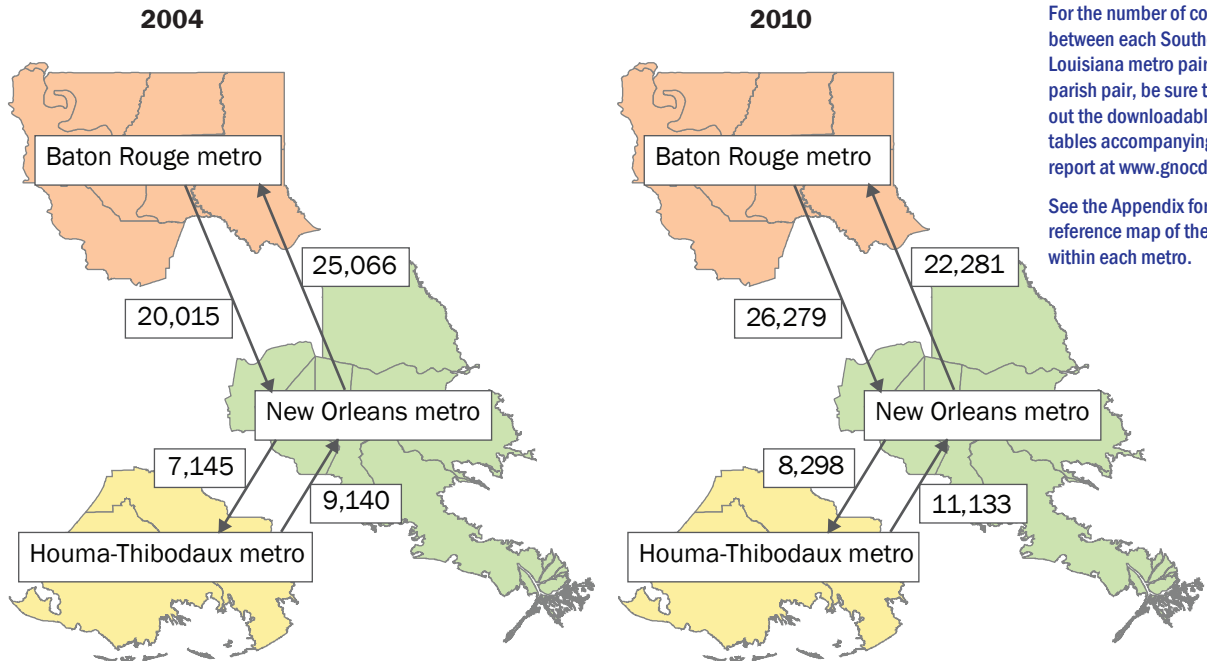 2004
Baton Rouge metro
25,066
20,015
New Orleans metro
7,145
9,140
Houma-Thibodaux metro
2010
Baton Rouge metro
22,281
26,279
New Orleans metro
8,298
11,133
Houma-Thibodaux metro
For the number of
between each South
Louisiana metro pair
parish pair, be sure
out the downloadabl
tables accompanying
report at www.gnocd
See the Appendix for
reference map of the
within each metro.